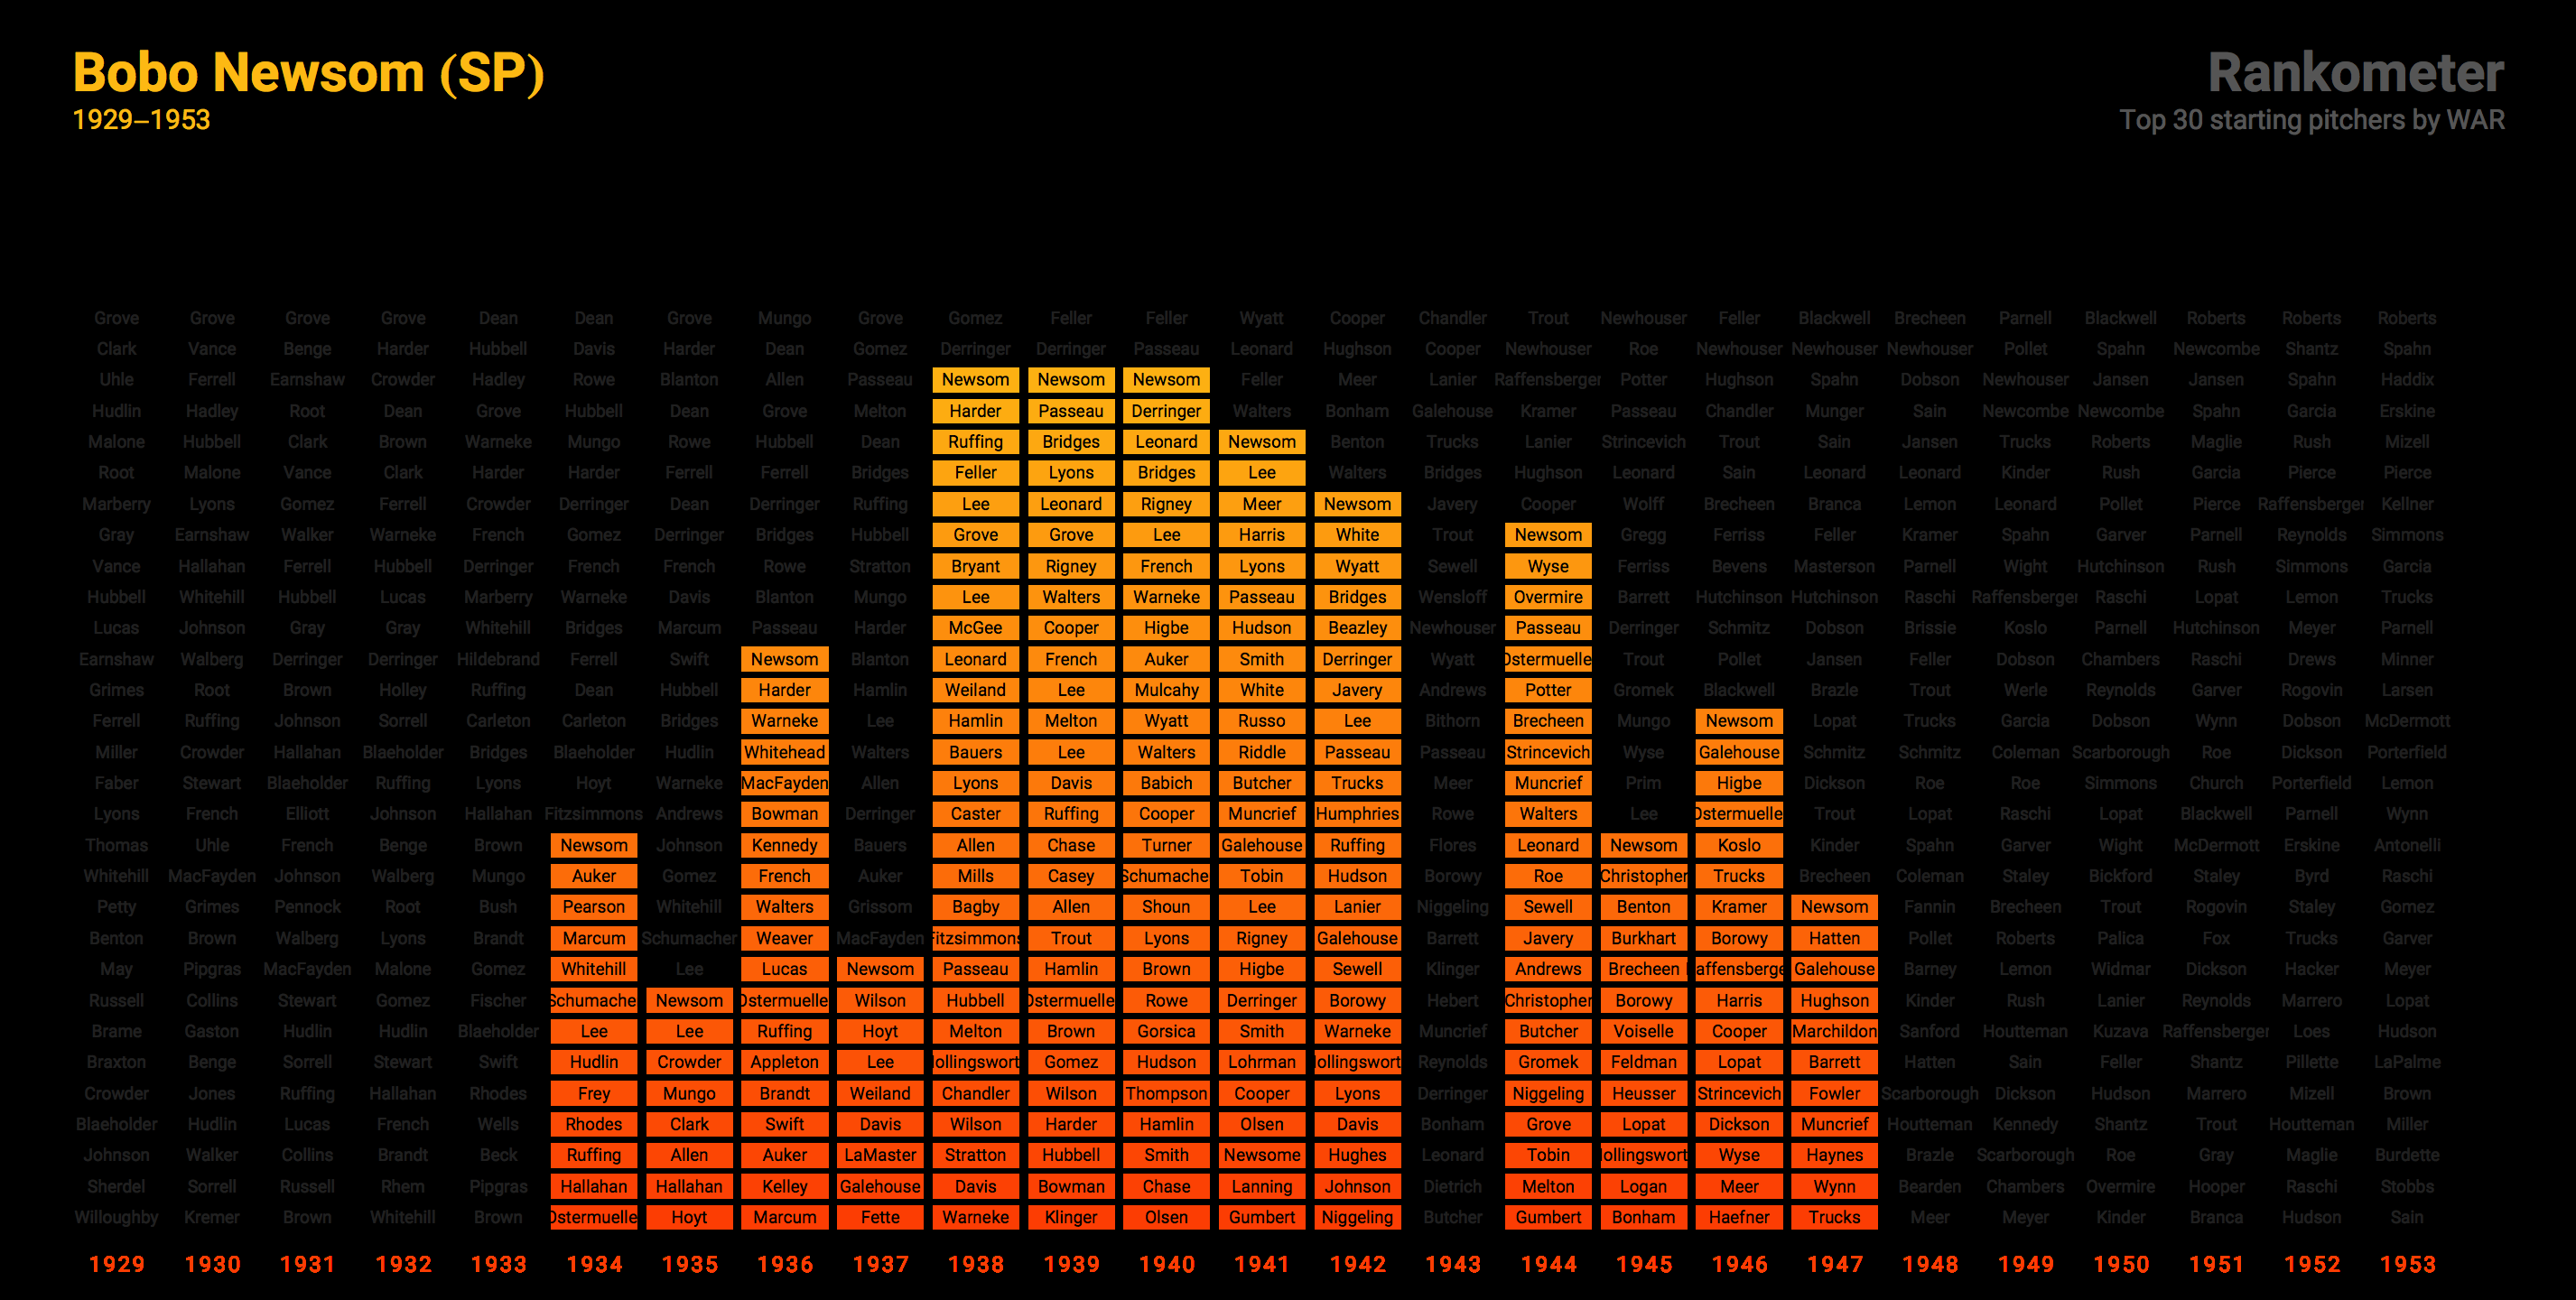 Bobo Newsom (SP)
1929–1953
Rankometer
Top 30 starting pitchers by WAR
Grove Grove Grove Grove Dean Dean Grove Mungo Grove Gomez Feller Feller Wyatt Cooper Chandler Trout Newhouser Feller Blackwell Brecheen Parnell Blackwell Roberts Roberts Roberts
Clark Vance Benge Harder Hubbell Davis Harder Dean Gomez Derringer Derringer Passeau Leonard Hughson Cooper Newhouser Roe Newhouser Newhouser Newhouser Pollet Spahn Newcombe Shantz Spahn
Uhle Ferrell Earnshaw Crowder Hadley Rowe Blanton Allen Passeau Newsom Newsom Newsom Feller Meer Lanier Raffensberger Potter Hughson Spahn Dobson Newhouser Jansen Jansen Spahn Haddix
Hudlin Hadley Root Dean Grove Hubbell Dean Grove Melton Harder Passeau Derringer Walters Bonham Galehouse Kramer Passeau Chandler Munger Sain Newcombe Newcombe Spahn Garcia Erskine
Malone Hubbell Clark Brown Warneke Mungo Rowe Hubbell Dean Ruffing Bridges Leonard Newsom Benton Trucks Lanier Strincevich Trout Sain Jansen Trucks Roberts Maglie Rush Mizell
Root Malone Vance Clark Harder Harder Ferrell Ferrell Bridges Feller Lyons Bridges Lee Walters Bridges Hughson Leonard Sain Leonard Leonard Kinder Rush Garcia Pierce Pierce
Marberry Lyons Gomez Ferrell Crowder Derringer Dean Derringer Ruffing Lee Leonard Rigney Meer Newsom Javery Cooper Wolff Brecheen Branca Lemon Leonard Pollet Pierce Raffensberger Kellner
Gray Earnshaw Walker Warneke French Gomez Derringer Bridges Hubbell Grove Grove Lee Harris White Trout Newsom Gregg Ferriss Feller Kramer Spahn Garver Parnell Reynolds Simmons
Vance Hallahan Ferrell Hubbell Derringer French French Rowe Stratton Bryant Rigney French Lyons Wyatt Sewell Wyse Ferriss Bevens Masterson Parnell Wight Hutchinson Rush Simmons Garcia
Hubbell Whitehill Hubbell Lucas Marberry Warneke Davis Blanton Mungo Lee Walters Warneke Passeau Bridges Wensloff Overmire Barrett Hutchinson Hutchinson Raschi Raffensberger Raschi Lopat Lemon Trucks
Lucas Johnson Gray Gray Whitehill Bridges Marcum Passeau Harder McGee Cooper Higbe Hudson Beazley Newhouser Passeau Derringer Schmitz Dobson Brissie Koslo Parnell Hutchinson Meyer Parnell
Earnshaw Walberg Derringer Derringer Hildebrand Ferrell Swift Newsom Blanton Leonard French Auker Smith Derringer Wyatt Ostermuelle Trout Pollet Jansen Feller Dobson Chambers Raschi Drews Minner
Grimes Root Brown Holley Ruffing Dean Hubbell Harder Hamlin Weiland Lee Mulcahy White Javery Andrews Potter Gromek Blackwell Brazle Trout Werle Reynolds Garver Rogovin Larsen
Ferrell Ruffing Johnson Sorrell Carleton Carleton Bridges Warneke Lee Hamlin Melton Wyatt Russo Lee Bithorn Brecheen Mungo Newsom Lopat Trucks Garcia Dobson Wynn Dobson McDermott
Miller Crowder Hallahan Blaeholder Bridges Blaeholder Hudlin Whitehead Walters Bauers Lee Walters Riddle Passeau Passeau Strincevich Wyse Galehouse Schmitz Schmitz Coleman Scarborough Roe Dickson Porterfield
Faber Stewart Blaeholder Ruffing Lyons Hoyt Warneke MacFayden Allen Lyons Davis Babich Butcher Trucks Meer Muncrief Prim Higbe Dickson Roe Roe Simmons Church Porterfield Lemon
Lyons French Elliott Johnson Hallahan Fitzsimmons Andrews Bowman Derringer Caster Ruffing Cooper Muncrief Humphries Rowe Walters Lee Ostermuelle Trout Lopat Raschi Lopat Blackwell Parnell Wynn
Thomas Uhle French Benge Brown Newsom Johnson Kennedy Bauers Allen Chase Turner Galehouse Ruffing Flores Leonard Newsom Koslo Kinder Spahn Garver Wight McDermott Erskine Antonelli
Whitehill MacFayden Johnson Walberg Mungo Auker Gomez French Auker Mills Casey Schumache Tobin Hudson Borowy Roe Christopher Trucks Brecheen Coleman Staley Bickford Staley Byrd Raschi
Petty Grimes Pennock Root Bush Pearson Whitehill Walters Grissom Bagby Allen Shoun Lee Lanier Niggeling Sewell Benton Kramer Newsom Fannin Brecheen Trout Rogovin Staley Gomez
Benton Brown Walberg Lyons Brandt Marcum Schumacher Weaver MacFayden Fitzsimmons Trout Lyons Rigney Galehouse Barrett Javery Burkhart Borowy Hatten Pollet Roberts Palica Fox Trucks Garver
May Pipgras MacFayden Malone Gomez Whitehill Lee Lucas Newsom Passeau Hamlin Brown Higbe Sewell Klinger Andrews Brecheen affensberge Galehouse Barney Lemon Widmar Dickson Hacker Meyer
Russell Collins Stewart Gomez Fischer Schumache Newsom Ostermuelle Wilson Hubbell Ostermuelle Rowe Derringer Borowy Hebert Christopher Borowy Harris Hughson Kinder Rush Lanier Reynolds Marrero Lopat
Brame Gaston Hudlin Hudlin Blaeholder Lee Lee Ruffing Hoyt Melton Brown Gorsica Smith Warneke Muncrief Butcher Voiselle Cooper Marchildon Sanford Houtteman Kuzava Raffensberger Loes Hudson
Braxton Benge Sorrell Stewart Swift Hudlin Crowder Appleton Lee ollingswort Gomez Hudson Lohrman ollingswort Reynolds Gromek Feldman Lopat Barrett Hatten Sain Feller Shantz Pillette LaPalme
Crowder Jones Ruffing Hallahan Rhodes Frey Mungo Brandt Weiland Chandler Wilson Thompson Cooper Lyons Derringer Niggeling Heusser Strincevich Fowler Scarborough Dickson Hudson Marrero Mizell Brown
Blaeholder Hudlin Lucas French Wells Rhodes Clark Swift Davis Wilson Harder Hamlin Olsen Davis Bonham Grove Lopat Dickson Muncrief Houtteman Kennedy Shantz Trout Houtteman Miller
Johnson Walker Collins Brandt Beck Ruffing Allen Auker LaMaster Stratton Hubbell Smith Newsome Hughes Leonard Tobin ollingswort Wyse Haynes Brazle Scarborough Roe Gray Maglie Burdette
Sherdel Sorrell Russell Rhem Pipgras Hallahan Hallahan Kelley Galehouse Davis Bowman Chase Lanning Johnson Dietrich Melton Logan Meer Wynn Bearden Chambers Overmire Hooper Raschi Stobbs
Willoughby Kremer Brown Whitehill Brown Ostermuelle Hoyt Marcum Fette Warneke Klinger Olsen Gumbert Niggeling Butcher Gumbert Bonham Haefner Trucks Meer Meyer Kinder Branca Hudson Sain
1929 1930 1931 1932 1933 1934 1935 1936 1937 1938 1939 1940 1941 1942 1943 1944 1945 1946 1947 1948 1949 1950 1951 1952 1953